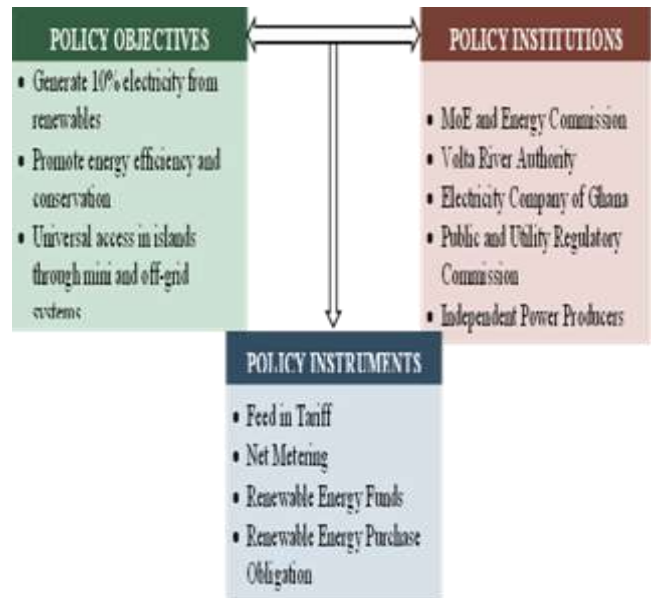 POLICY OBJECTIVES
• Generate 10% electricity from
renewables
• Promote energy efficiency and
conservation
• Universal access in islands
through mini and off-grid
systems
POLICY INSTITUTIONS
• MoE and Energy Commission
• Volta River Authority
• Electricity Company of Ghana
• Public and Utility Regulatory
Commission
• Independent Power Producers
POLICY INSTRUMENTS
• Feed in Tariff
• Net Metering
• Renewable Energy Funds
• Renewable Energy Purchase
Obligation